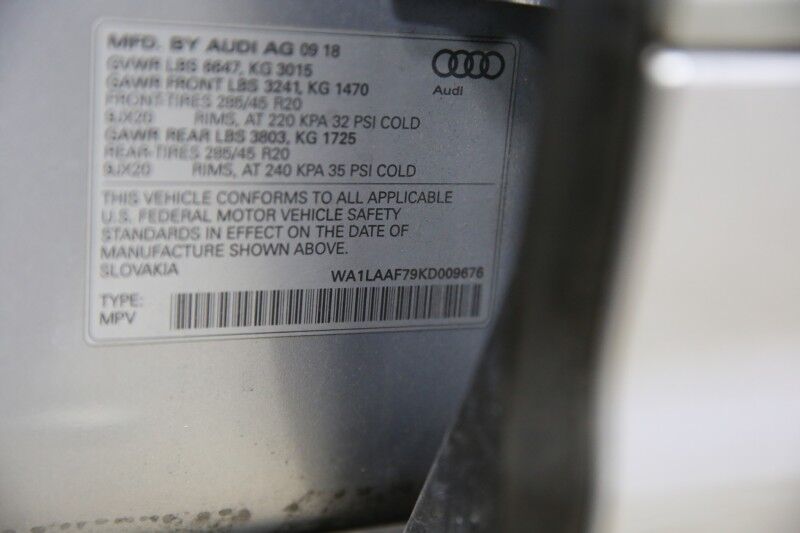 MFD. BY AUDI AG 09 18
GVWR LBS 6647, KG 3015
GAWR FRONT LBS 3241, KG 1470
FRONT-TIRES 285/45 R20
9JX20 RIMS, AT 220 KPA 32 PSI COLD
GAWR REAR LBS 3803, KG 1725
REAR-TIRES 285/45 R20
9JX20 RIMS, AT 240 KPA 35 PSI COLD
Audi
THIS VEHICLE CONFORMS TO ALL APPLICABLE
U.S. FEDERAL MOTOR VEHICLE SAFETY
STANDARDS IN EFFECT ON THE DATE OF
MANUFACTURE SHOWN ABOVE.
SLOVAKIA WA1LAAF79KD009676
TYPE:
MPV